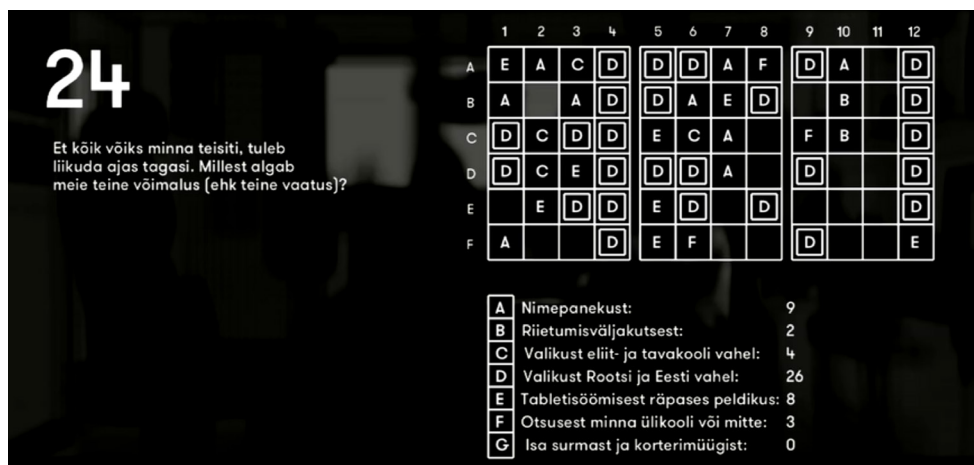 24
Et kõik võiks minna teisiti, tuleb
liikuda ajas tagasi. Millest algab
meie teine võimalus (ehk teine vaatus)?
1 2 3 4 5 6 7 8 9 10 11 12
A E A C D D D A F D A D
B A A D D A E D B D
C D C D D E C A F B D
D D C E D D D A D D
E E D D E D D D
F A D E F D E
A Nimepanekust: 9
B Riietumisväljakutsest: 2
C Valikust eliit- ja tavakooli vahel: 4
D Valikust Rootsi ja Eesti vahel: 26
E Tabletisöömisest räpases peldikus: 8
F Otsusest minna ülikooli või mitte: 3
G Isa surmast ja korterimüügist: 0